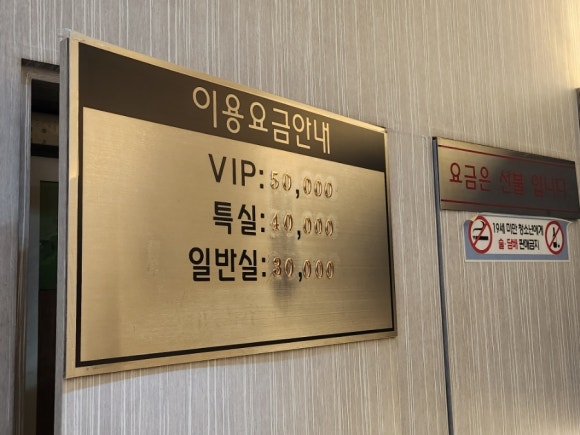 이용요금안내
VIP: 50,000
특실: 40,000
일반실: 30,000
요금은 선불 입니다
19세 미만 청소년에게
술·담배 판매금지